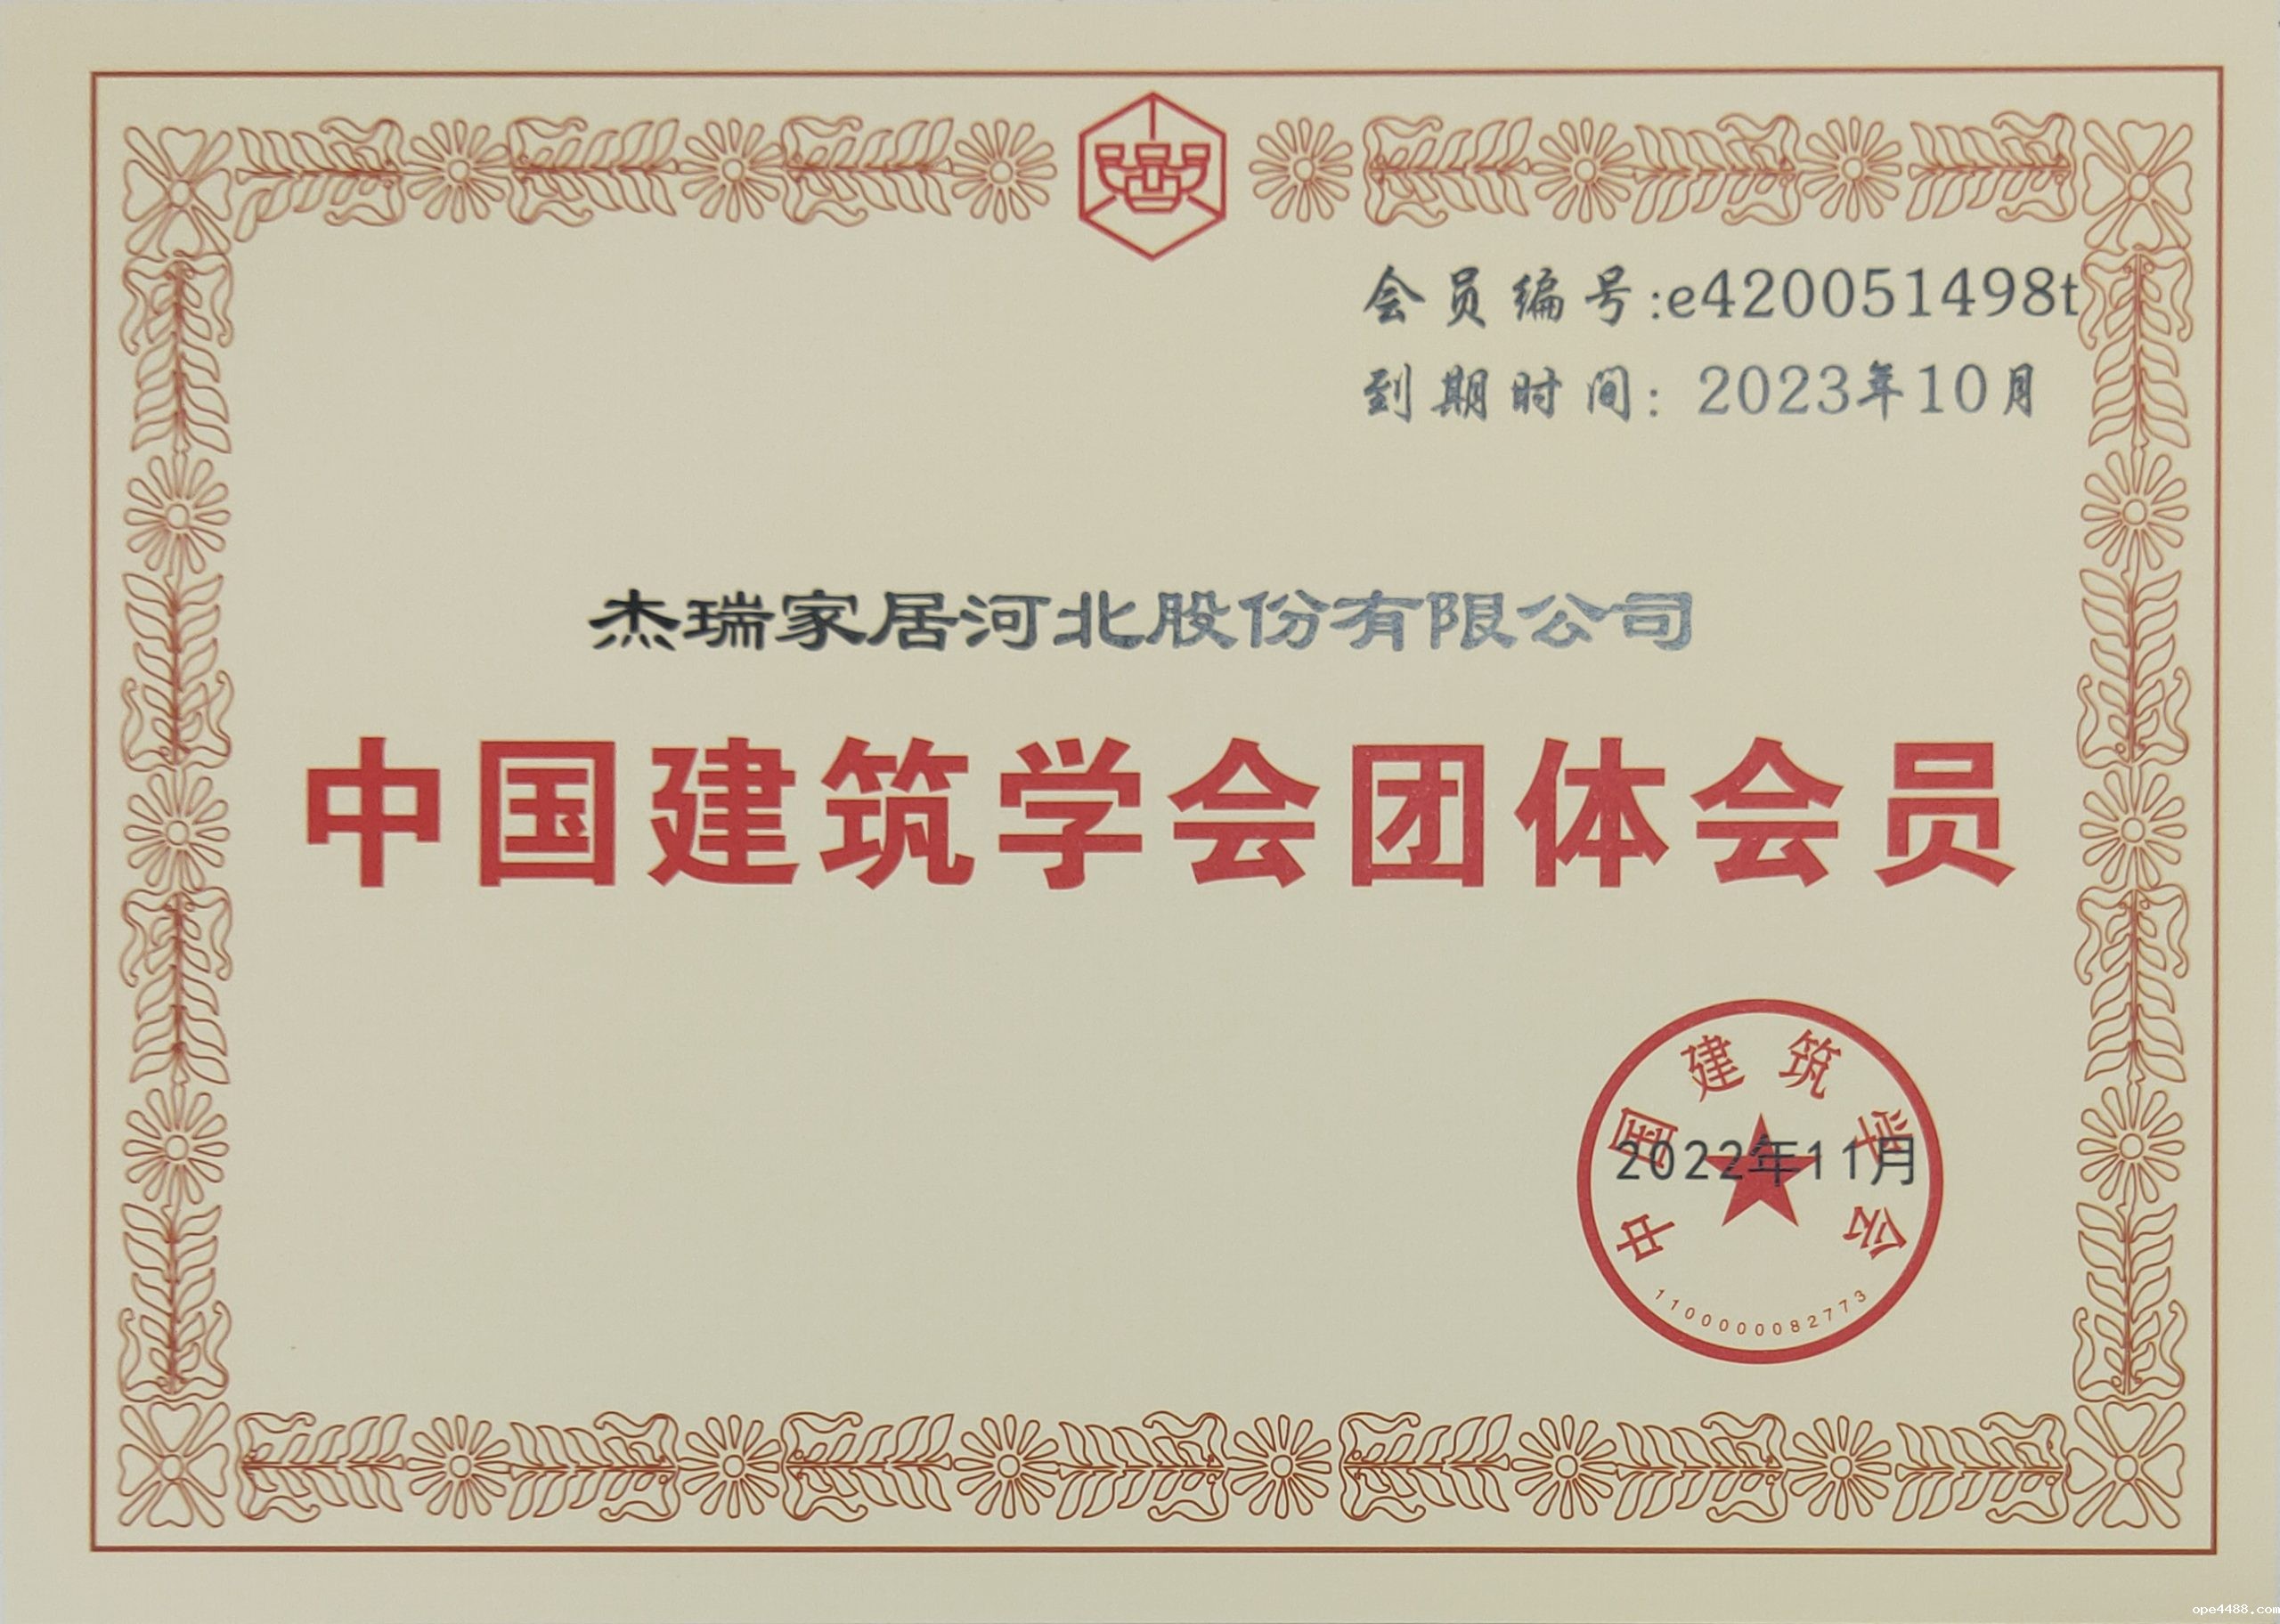 会员编号:e420051498t
到期时间: 2023年10月
杰瑞家居河北股份有限公司
中国建筑学会团体会员
中国建筑学会
2022年11月
1100000082773
ope4488.com